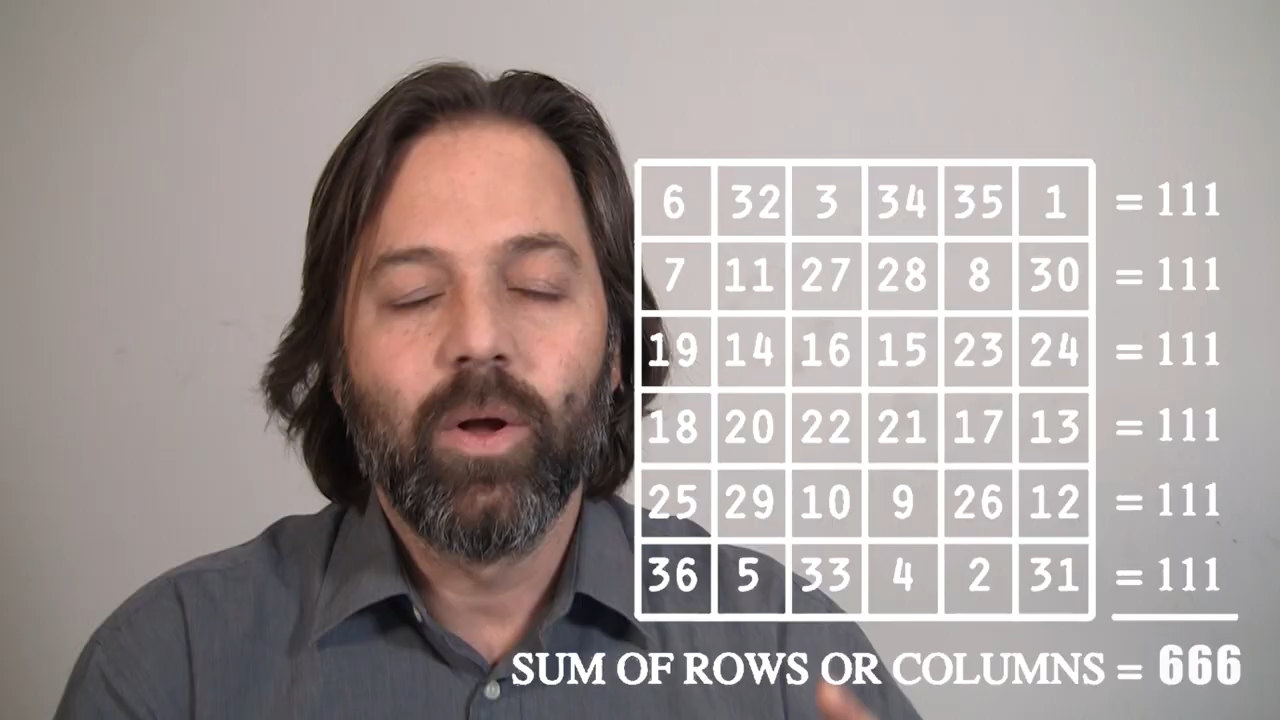 6 32 3 34 35 1 = 111
7 11 27 28 8 30 = 111
19 14 16 15 23 24 = 111
18 20 22 21 17 13 = 111
25 29 10 9 26 12 = 111
36 5 33 4 2 31 = 111
SUM OF ROWS OR COLUMNS = 666